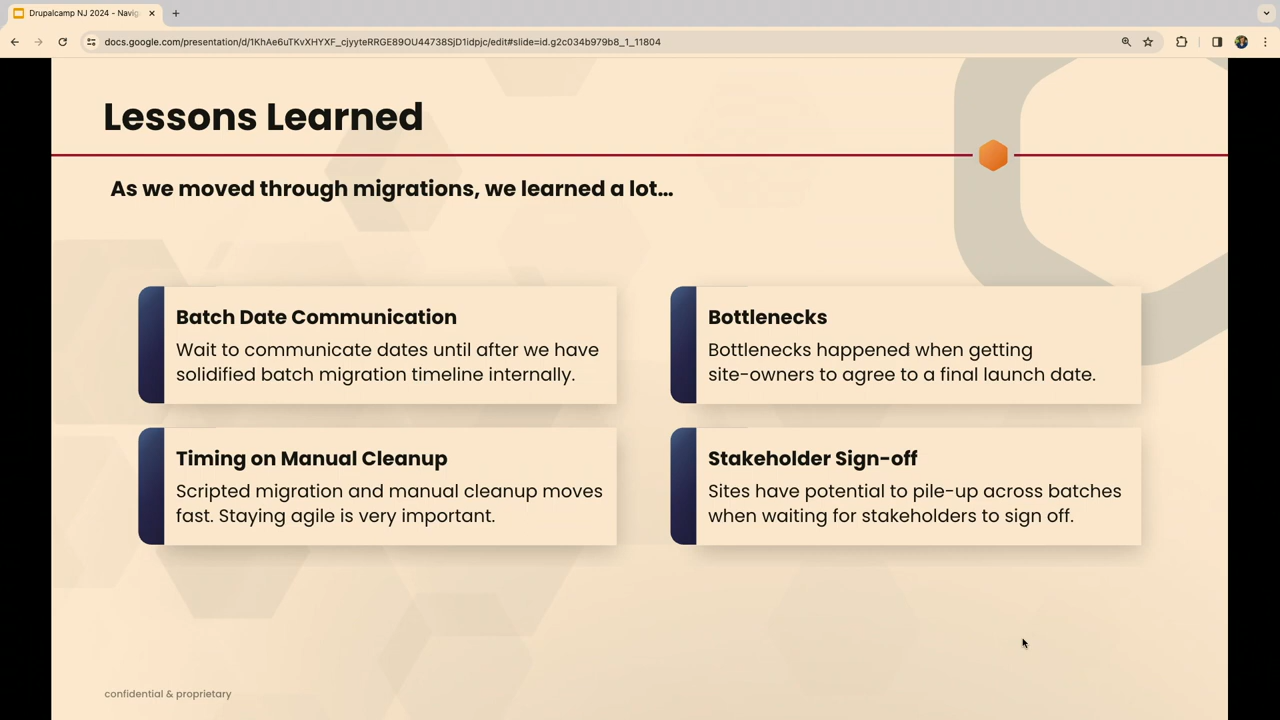 Drupalcamp NJ 2024 - Navig
docs.google.com/presentation/d/1KhAe6uTKvXHYXF_cjyyteRRGE89OU44738SjD1idpjc/edit#slide=id.g2c034b979b8_1_11804
Lessons Learned
As we moved through migrations, we learned a lot...
Batch Date Communication
Wait to communicate dates until after we have
solidified batch migration timeline internally.
Bottlenecks
Bottlenecks happened when getting
site-owners to agree to a final launch date.
Timing on Manual Cleanup
Scripted migration and manual cleanup moves
fast. Staying agile is very important.
Stakeholder Sign-off
Sites have potential to pile-up across batches
when waiting for stakeholders to sign off.
confidential & proprietary